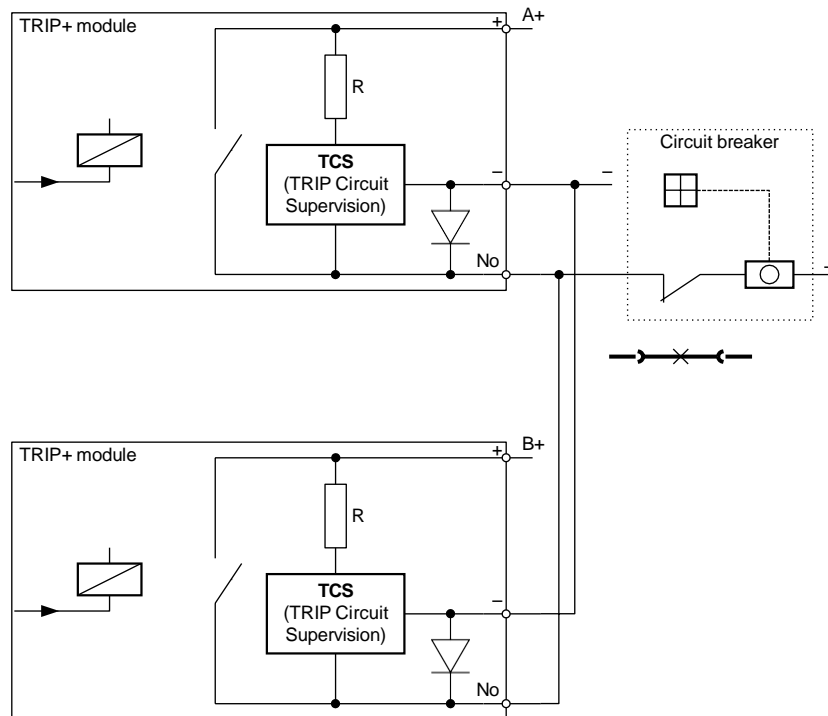 TRIP+ module
+
A+
R
TCS
(TRIP Circuit
Supervision)
–
–
No
Circuit breaker
–
TRIP+ module
+
B+
R
TCS
(TRIP Circuit
Supervision)
–
No